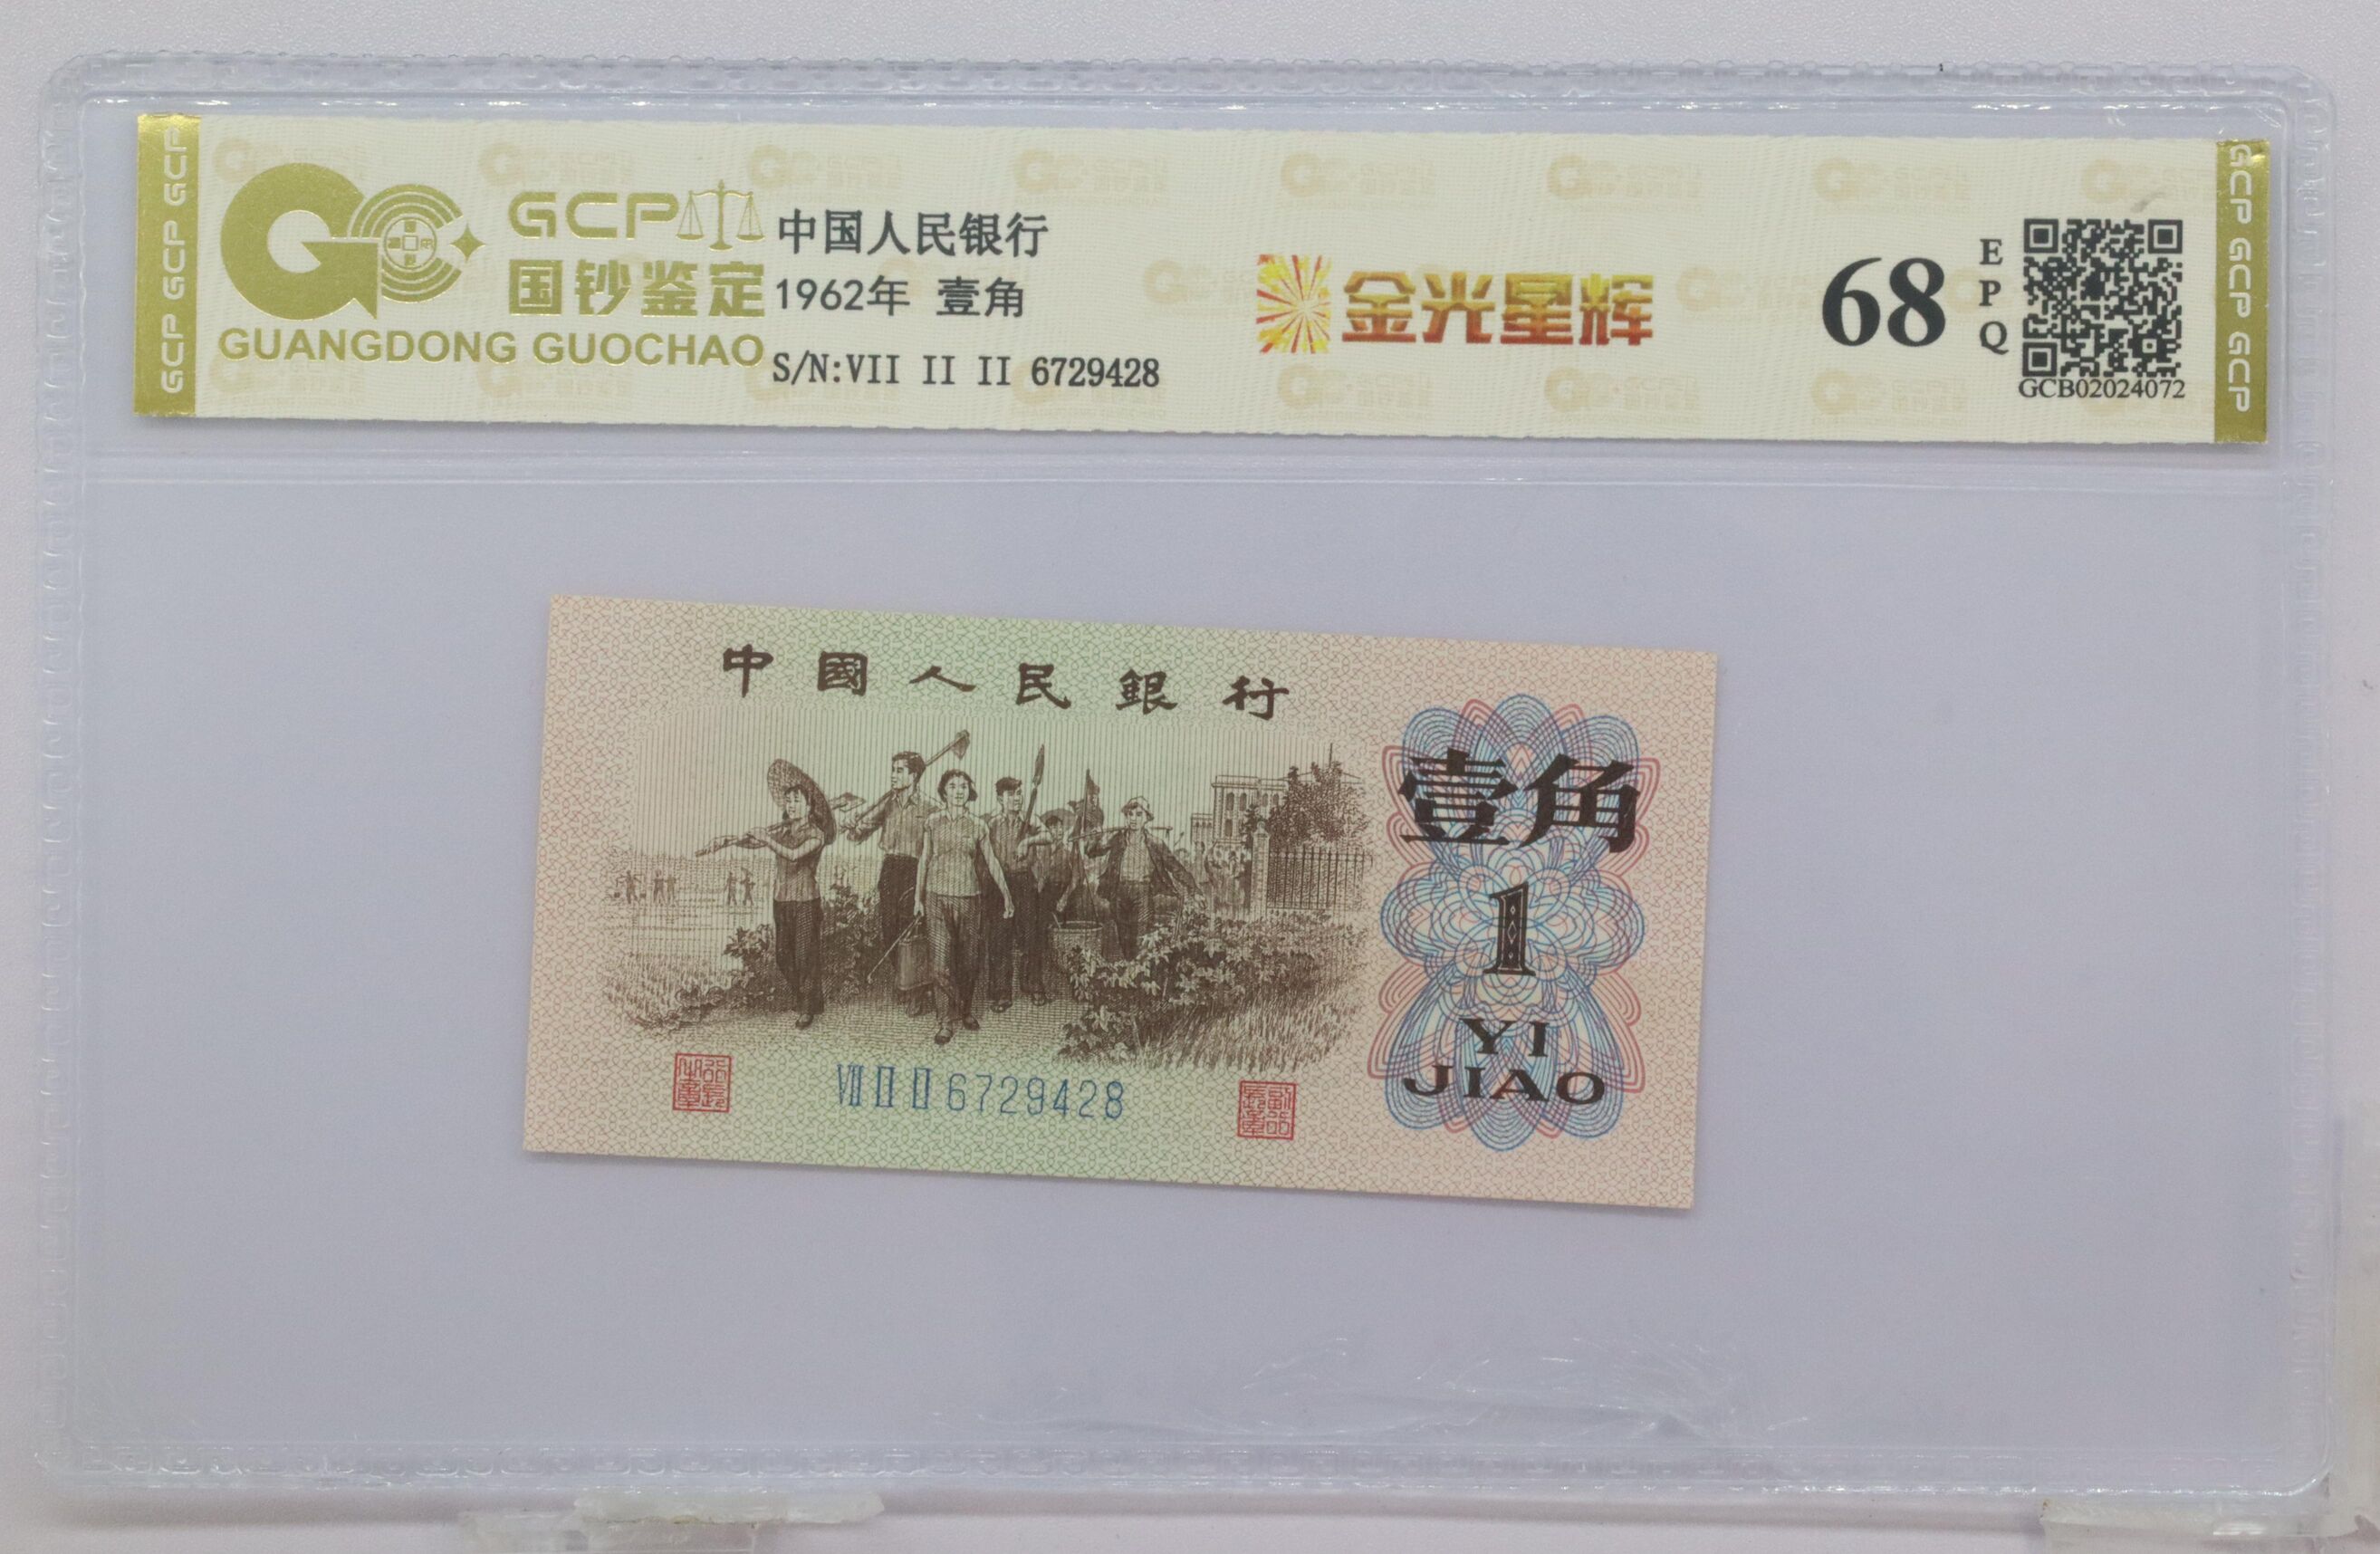 GCP GCP GCP
GCP
国钞鉴定
GUANGDONG GUOCHAO
中国人民银行
1962年 壹角
S/N:VII II II 6729428
金光星辉
68
EPQ
GCB02024072
GCP GCP GCP
中國人民銀行
壹角
1
YI
JIAO
VII II II 6729428